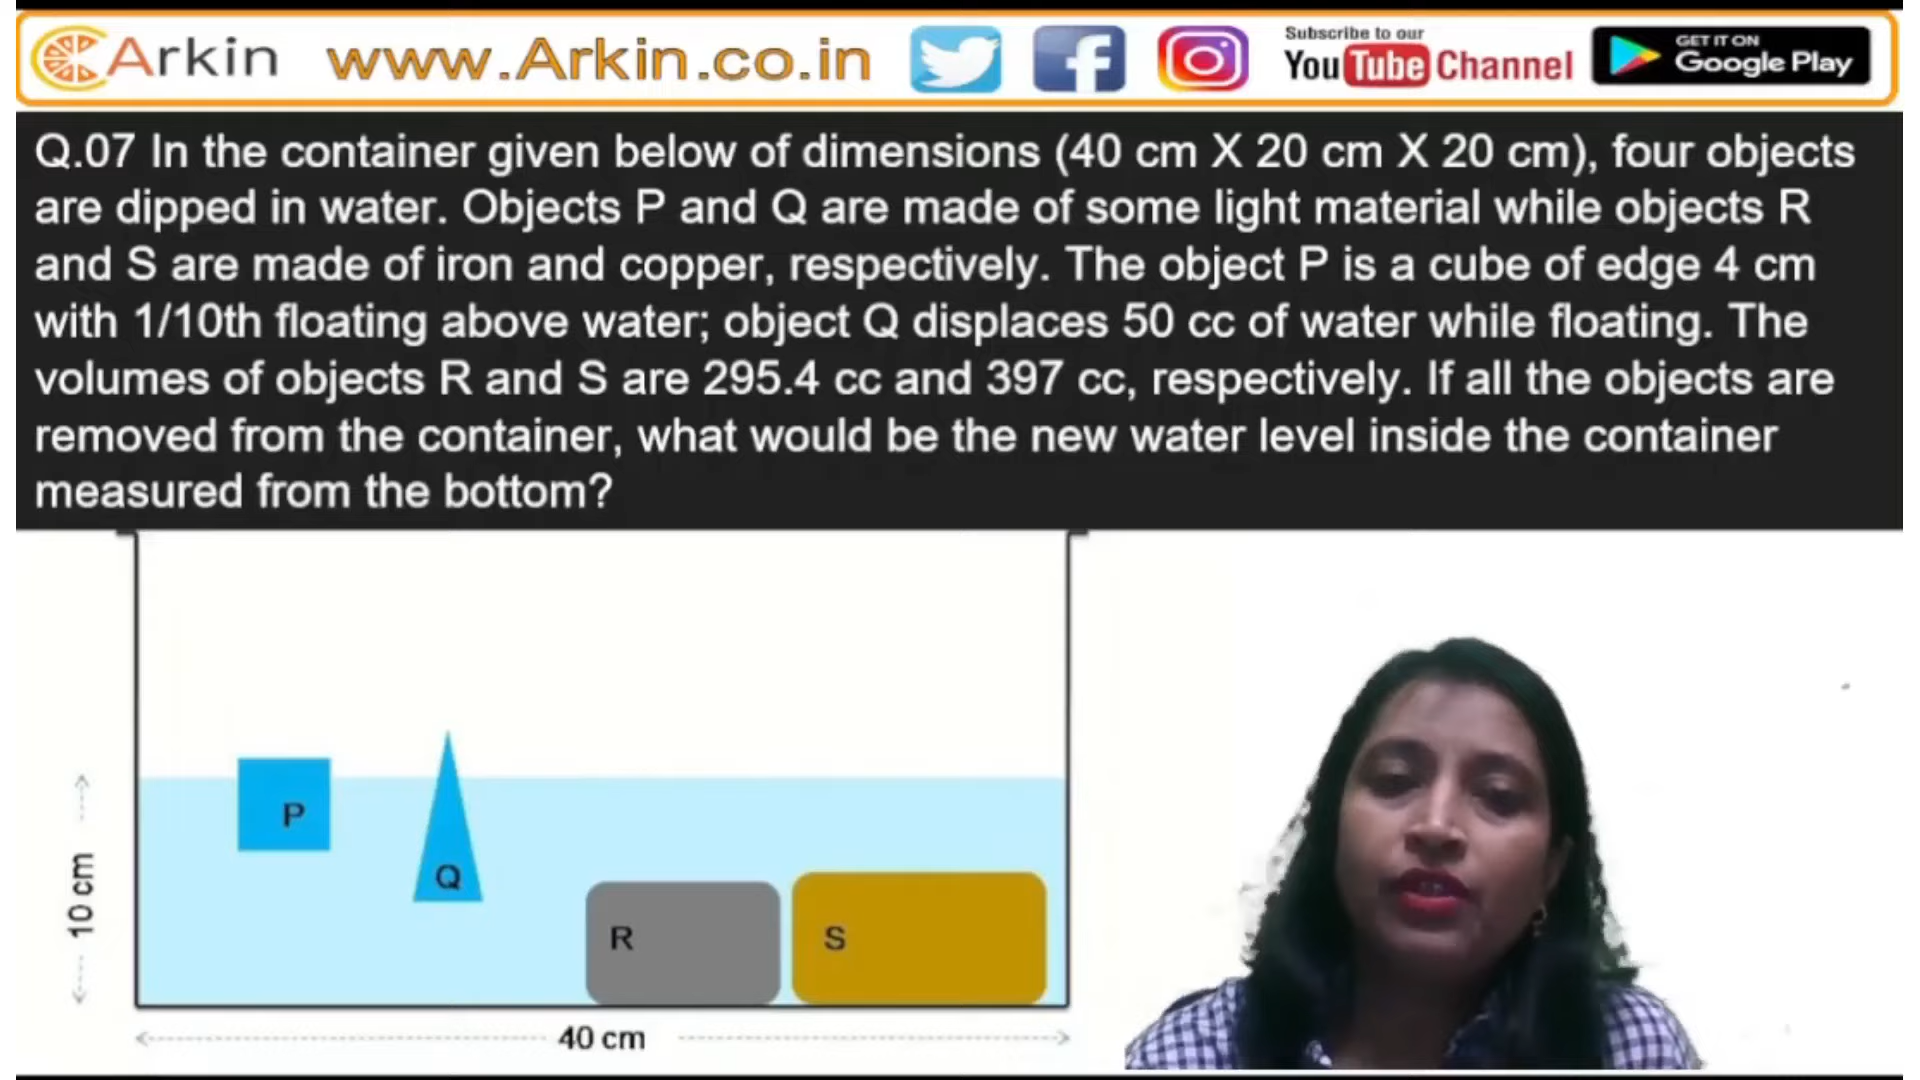 Arkin www.Arkin.co.in Subscribe to our YouTube Channel GET IT ON Google Play
Q.07 In the container given below of dimensions (40 cm X 20 cm X 20 cm), four objects
are dipped in water. Objects P and Q are made of some light material while objects R
and S are made of iron and copper, respectively. The object P is a cube of edge 4 cm
with 1/10th floating above water; object Q displaces 50 cc of water while floating. The
volumes of objects R and S are 295.4 cc and 397 cc, respectively. If all the objects are
removed from the container, what would be the new water level inside the container
measured from the bottom?
P
Q
R
S
10 cm
40 cm